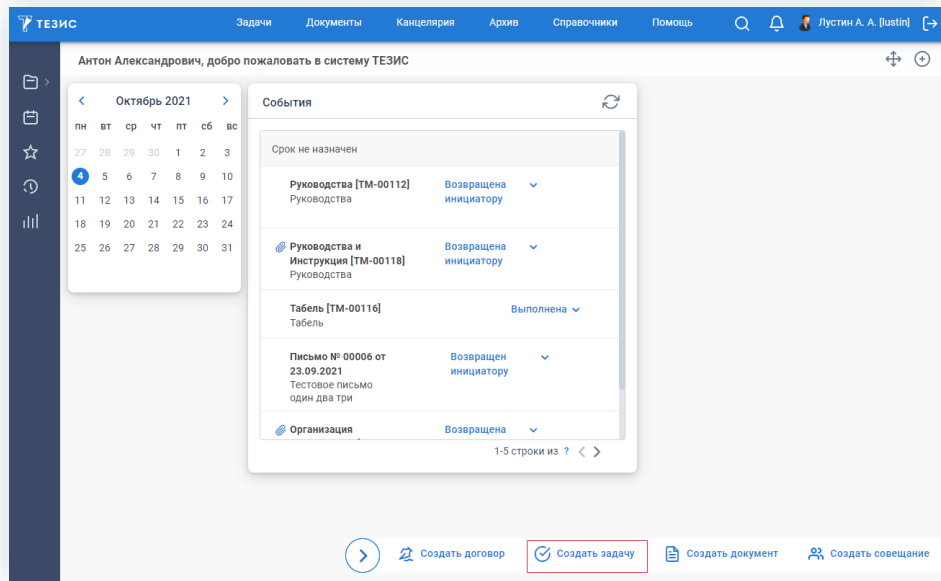 ТЕЗИС
Задачи Документы Канцелярия Архив Справочники Помощь Лустин А. А. [lustin]
Антон Александрович, добро пожаловать в систему ТЕЗИС
Октябрь 2021
пн вт ср чт пт сб вс
27 28 29 30 1 2 3
4 5 6 7 8 9 10
11 12 13 14 15 16 17
18 19 20 21 22 23 24
25 26 27 28 29 30 31
События
Срок не назначен
Руководства [ТМ-00112] Возвращена
Руководства инициатору
Руководства и Возвращена
Инструкция [ТМ-00118] инициатору
Руководства
Табель [ТМ-00116] Выполнена
Табель
Письмо № 00006 от Возвращен
23.09.2021 инициатору
Тестовое письмо
один два три
Организация Возвращена
1-5 строки из ?
Создать договор Создать задачу Создать документ Создать совещание